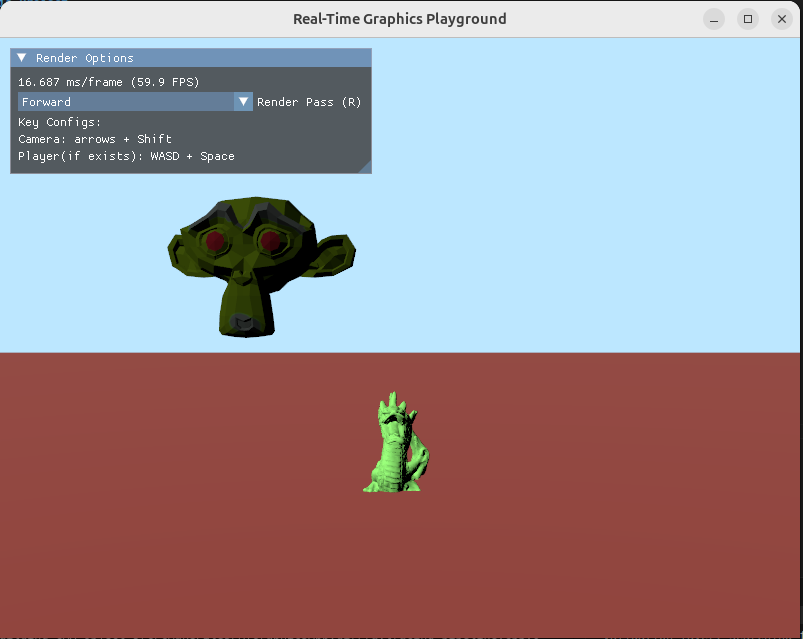 Real-Time Graphics Playground
Render Options
16.687 ms/frame (59.9 FPS)
Forward Render Pass (R)
Key Configs:
Camera: arrows + Shift
Player(if exists): WASD + Space